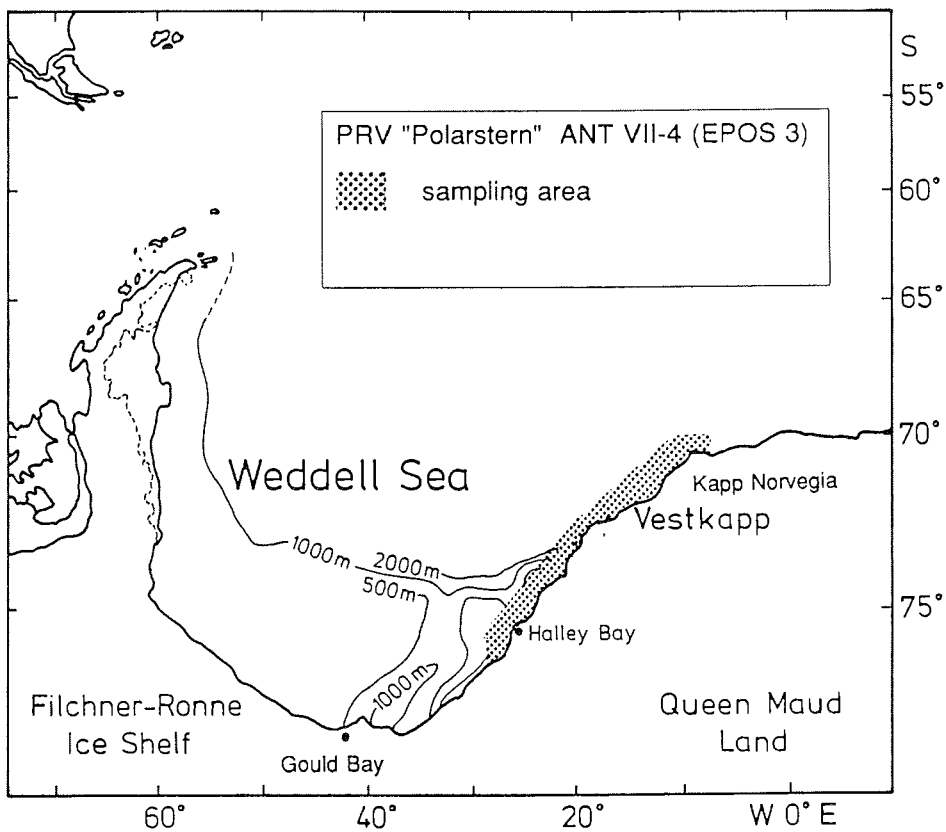 S
55°
PRV "Polarstern" ANT VII-4 (EPOS 3)
sampling area
60°
65°
70°
Weddell Sea
Kapp Norvegia
Vestkapp
1000m
2000m
500m
75°
Halley Bay
1000m
Filchner-Ronne
Ice Shelf
Queen Maud
Land
Gould Bay
60°
40°
20°
W 0° E